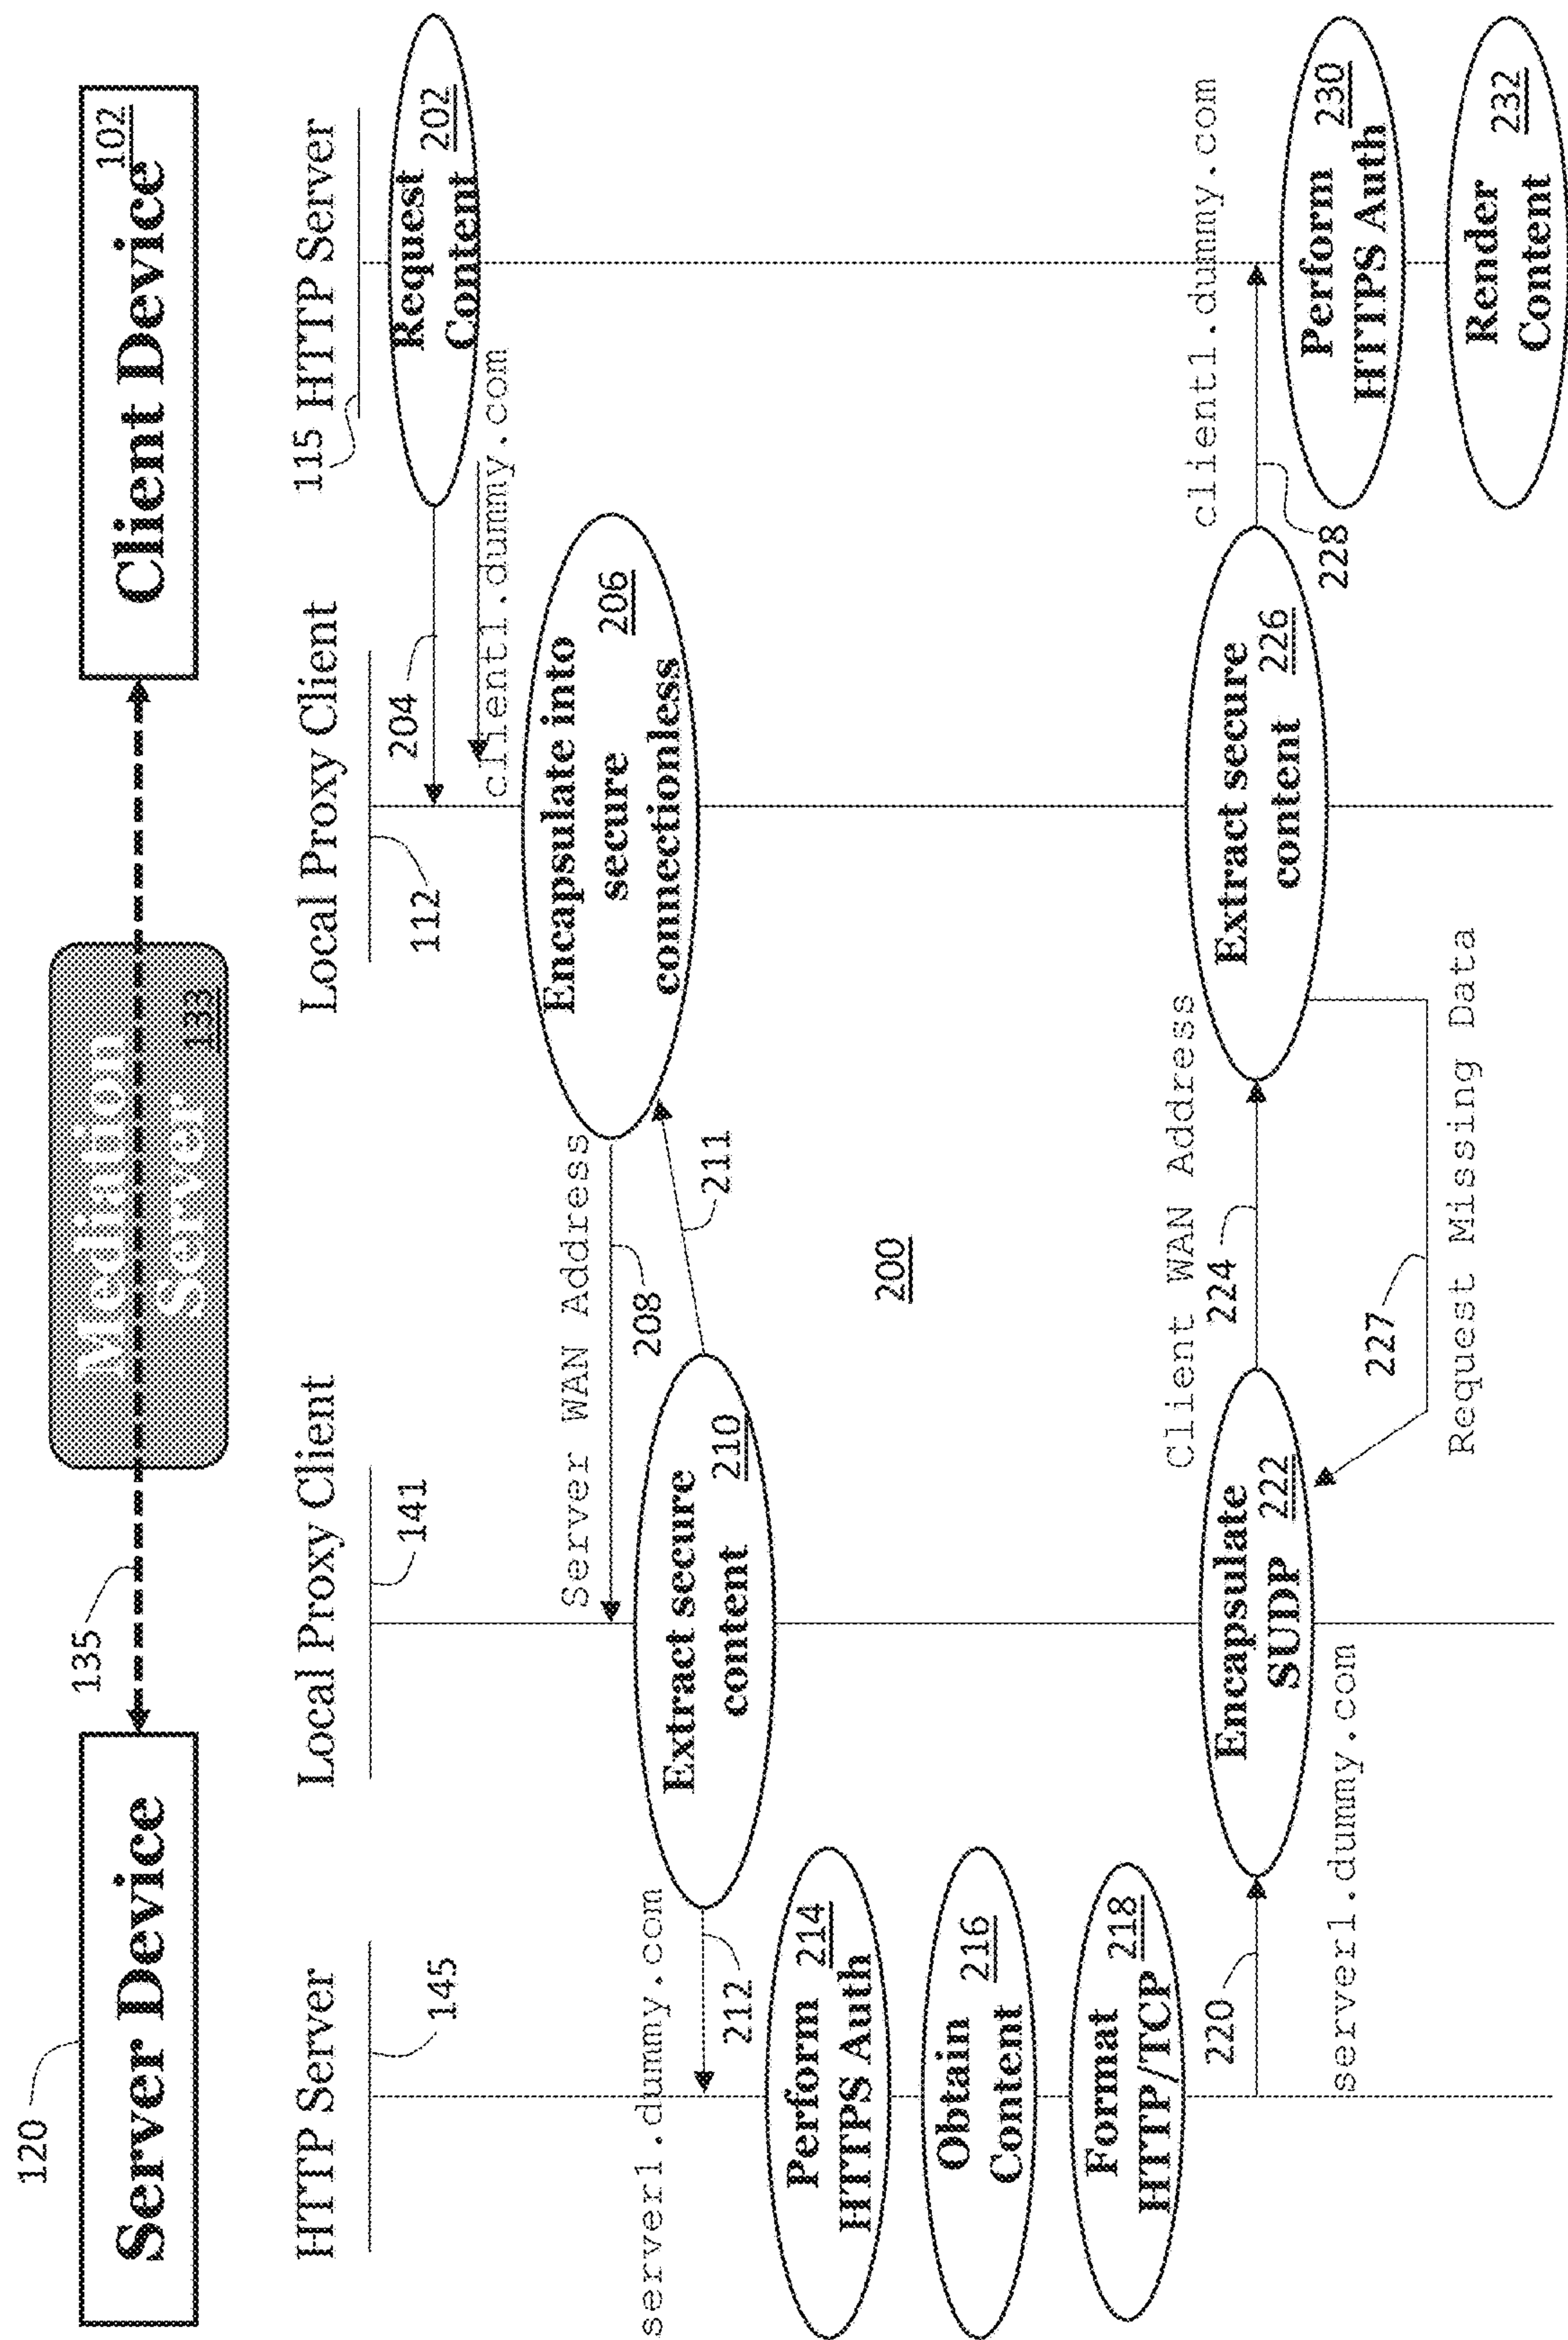 120
135
Server Device
Mediation
Server
133
Client Device
102
HTTP Server
145
Local Proxy Client
141
Local Proxy Client
112
115
HTTP Server
Request
Content
202
204
client1.dummy.com
Encapsulate into
secure
connectionless
206
Server WAN Address
208
211
Extract secure
content
210
server1.dummy.com
212
Perform
HTTPS Auth
214
Obtain
Content
216
Format
HTTP/TCP
218
200
220
server1.dummy.com
Encapsulate
SUDP
222
Client WAN Address
224
Extract secure
content
226
227
Request Missing Data
client1.dummy.com
228
Perform
HTTPS Auth
230
Render
Content
232